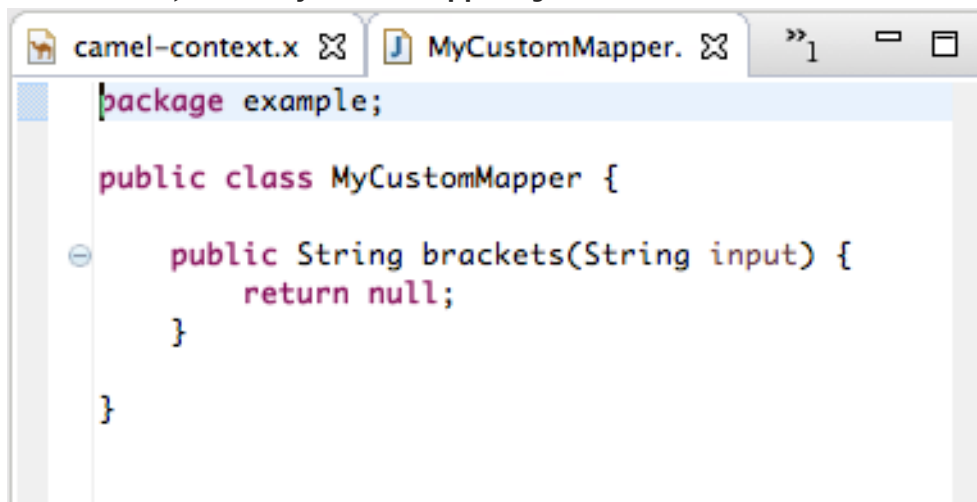 camel-context.x MyCustomMapper. »1
package example;
public class MyCustomMapper {
public String brackets(String input) {
return null;
}
}